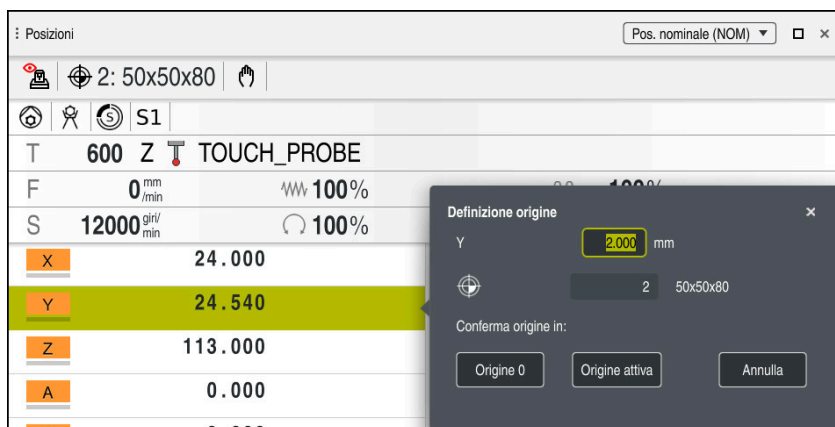 Posizioni
Pos. nominale (NOM)
2: 50x50x80
S S1
T 600 Z TOUCH_PROBE
F 0 mm/min 100% 100%
S 12000 giri/min 100%
X 24.000
Y 24.540
Z 113.000
A 0.000
Definizione origine
Y 2.000 mm
2 50x50x80
Conferma origine in:
Origine 0 Origine attiva Annulla